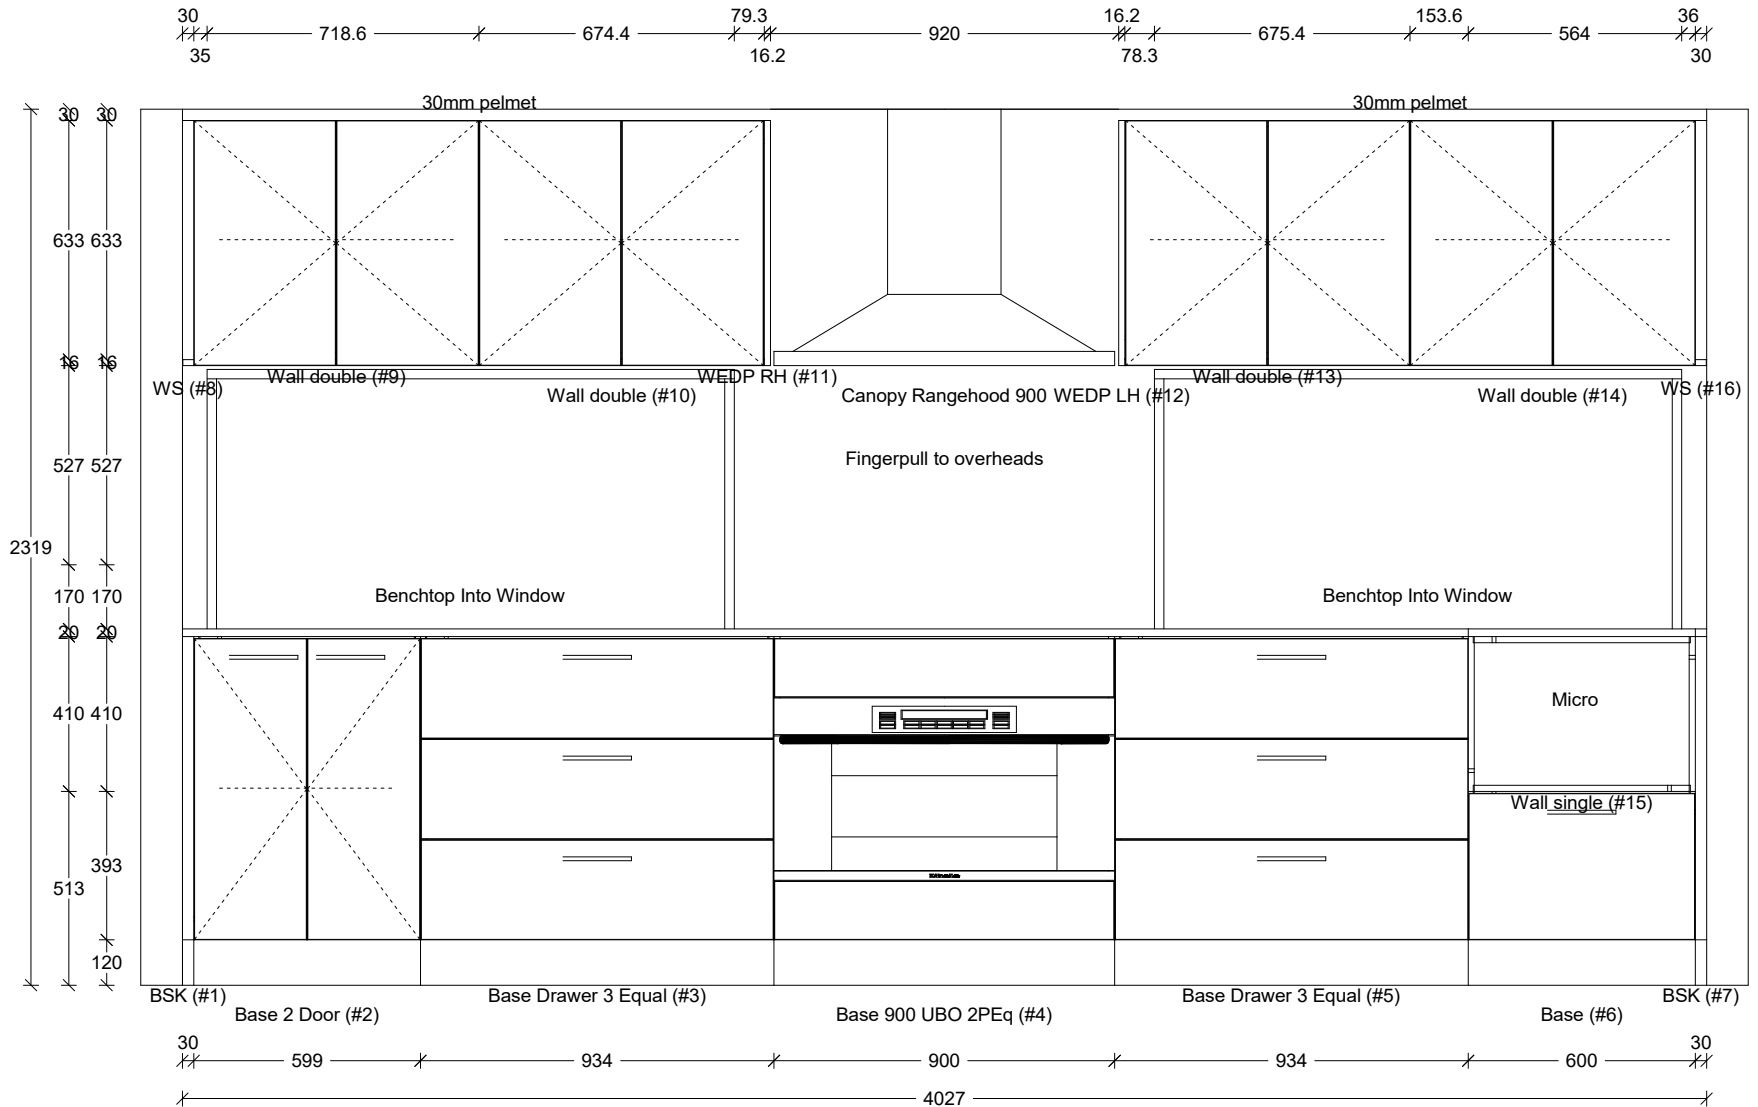 30 79.3 16.2 153.6 36
718.6 674.4 920 675.4 564
35 16.2 78.3 30
30mm pelmet 30mm pelmet
30 30
633 633
16 16
Wall double (#9) WEDP RH (#11) Wall double (#13)
WS (#8) WS (#16)
Wall double (#10) Canopy Rangehood 900 WEDP LH (#12) Wall double (#14)
527 527 Fingerpull to overheads
2319
170 170 Benchtop Into Window Benchtop Into Window
20 20
Micro
410 410
Wall single (#15)
393
513
120
BSK (#1) Base Drawer 3 Equal (#3) Base Drawer 3 Equal (#5) BSK (#7)
Base 2 Door (#2) Base 900 UBO 2PEq (#4) Base (#6)
30 30
599 934 900 934 600
4027